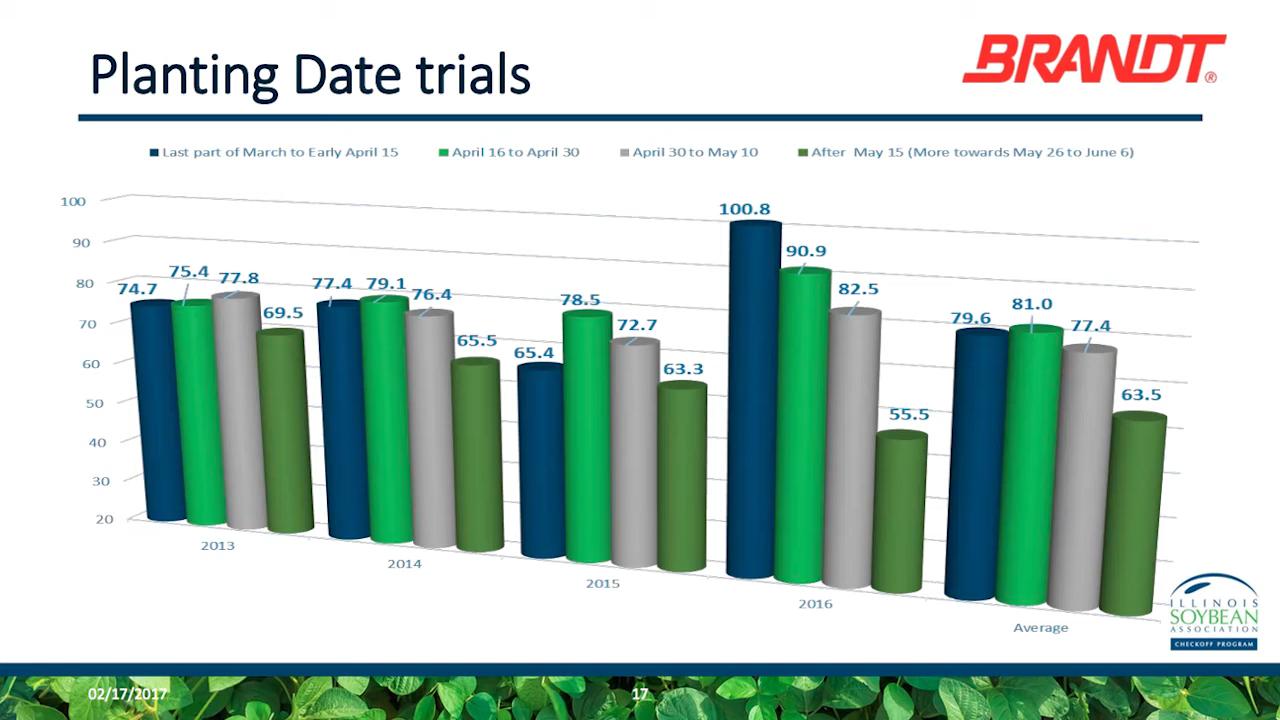 Planting Date trials
BRANDT®
Last part of March to Early April 15 April 16 to April 30 April 30 to May 10 After May 15 (More towards May 26 to June 6)
100
90
80
70
60
50
40
30
20
74.7 75.4 77.8 69.5
77.4 79.1 76.4 65.5
65.4 78.5 72.7 63.3
100.8 90.9 82.5 55.5
79.6 81.0 77.4 63.5
2013
2014
2015
2016
Average
ILLINOIS
SOYBEAN
ASSOCIATION
CHECKOFF PROGRAM
02/17/2017 17